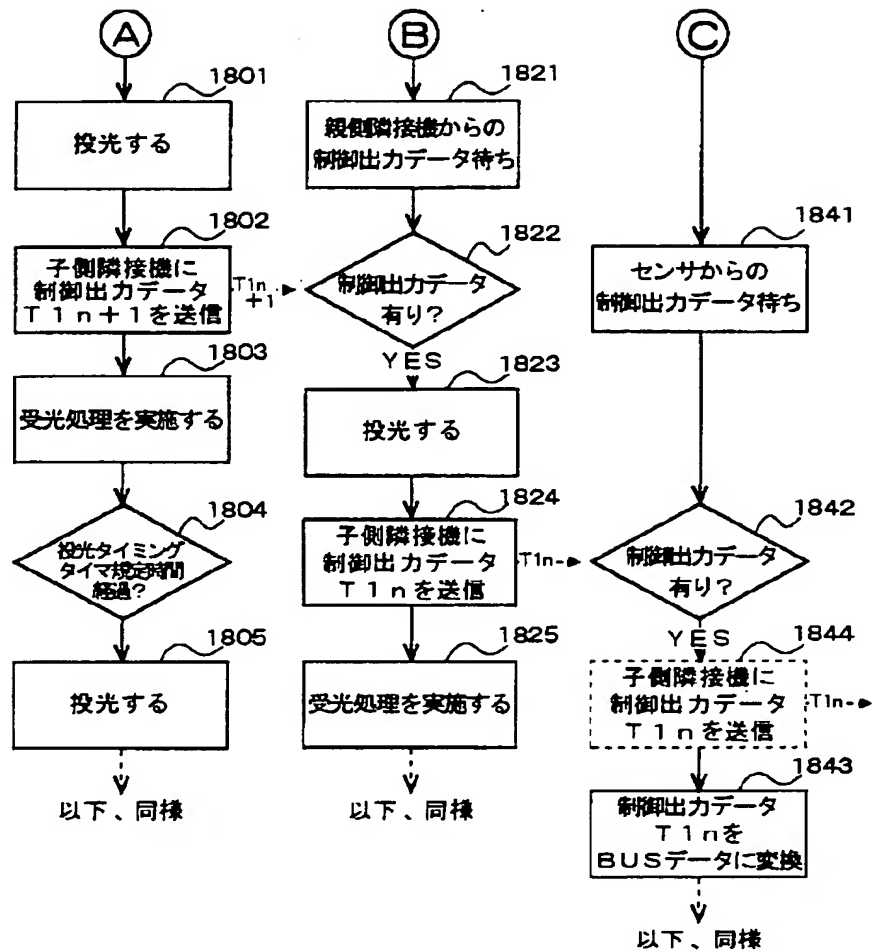 A
1801
投光する
1802
子側隣接機に
制御出力データ
T1n+1を送信
T1n
+1
1803
受光処理を実施する
1804
投光タイミング
タイマ規定時間
経過?
1805
投光する
以下、同様
B
1821
親側隣接機からの
制御出力データ待ち
1822
制御出力データ
有り?
YES
1823
投光する
1824
子側隣接機に
制御出力データ
T1nを送信
T1n
1825
受光処理を実施する
以下、同様
C
1841
センサからの
制御出力データ待ち
1842
制御出力データ
有り?
YES
1844
子側隣接機に
制御出力データ
T1nを送信
T1n
1843
制御出力データ
T1nを
BUSデータに変換
以下、同様